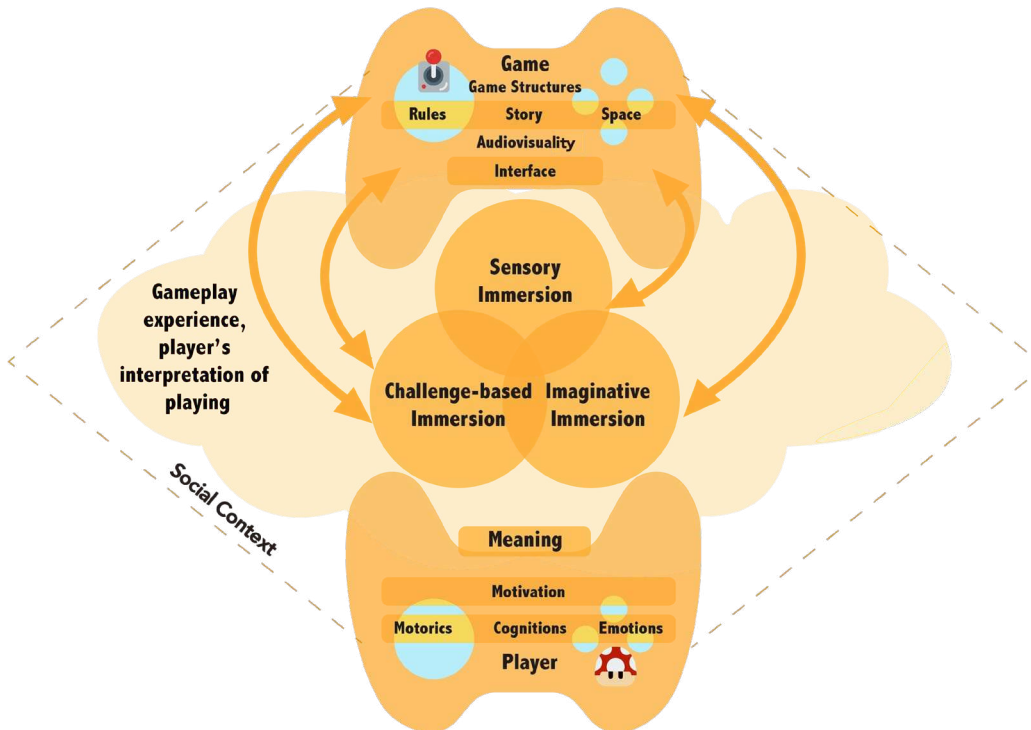 Game
Game Structures
Rules Story Space
Audiovisuality
Interface
Sensory
Immersion
Gameplay
experience,
player's
interpretation of
playing
Challenge-based
Immersion
Imaginative
Immersion
Social Context
Meaning
Motivation
Motorics Cognitions Emotions
Player